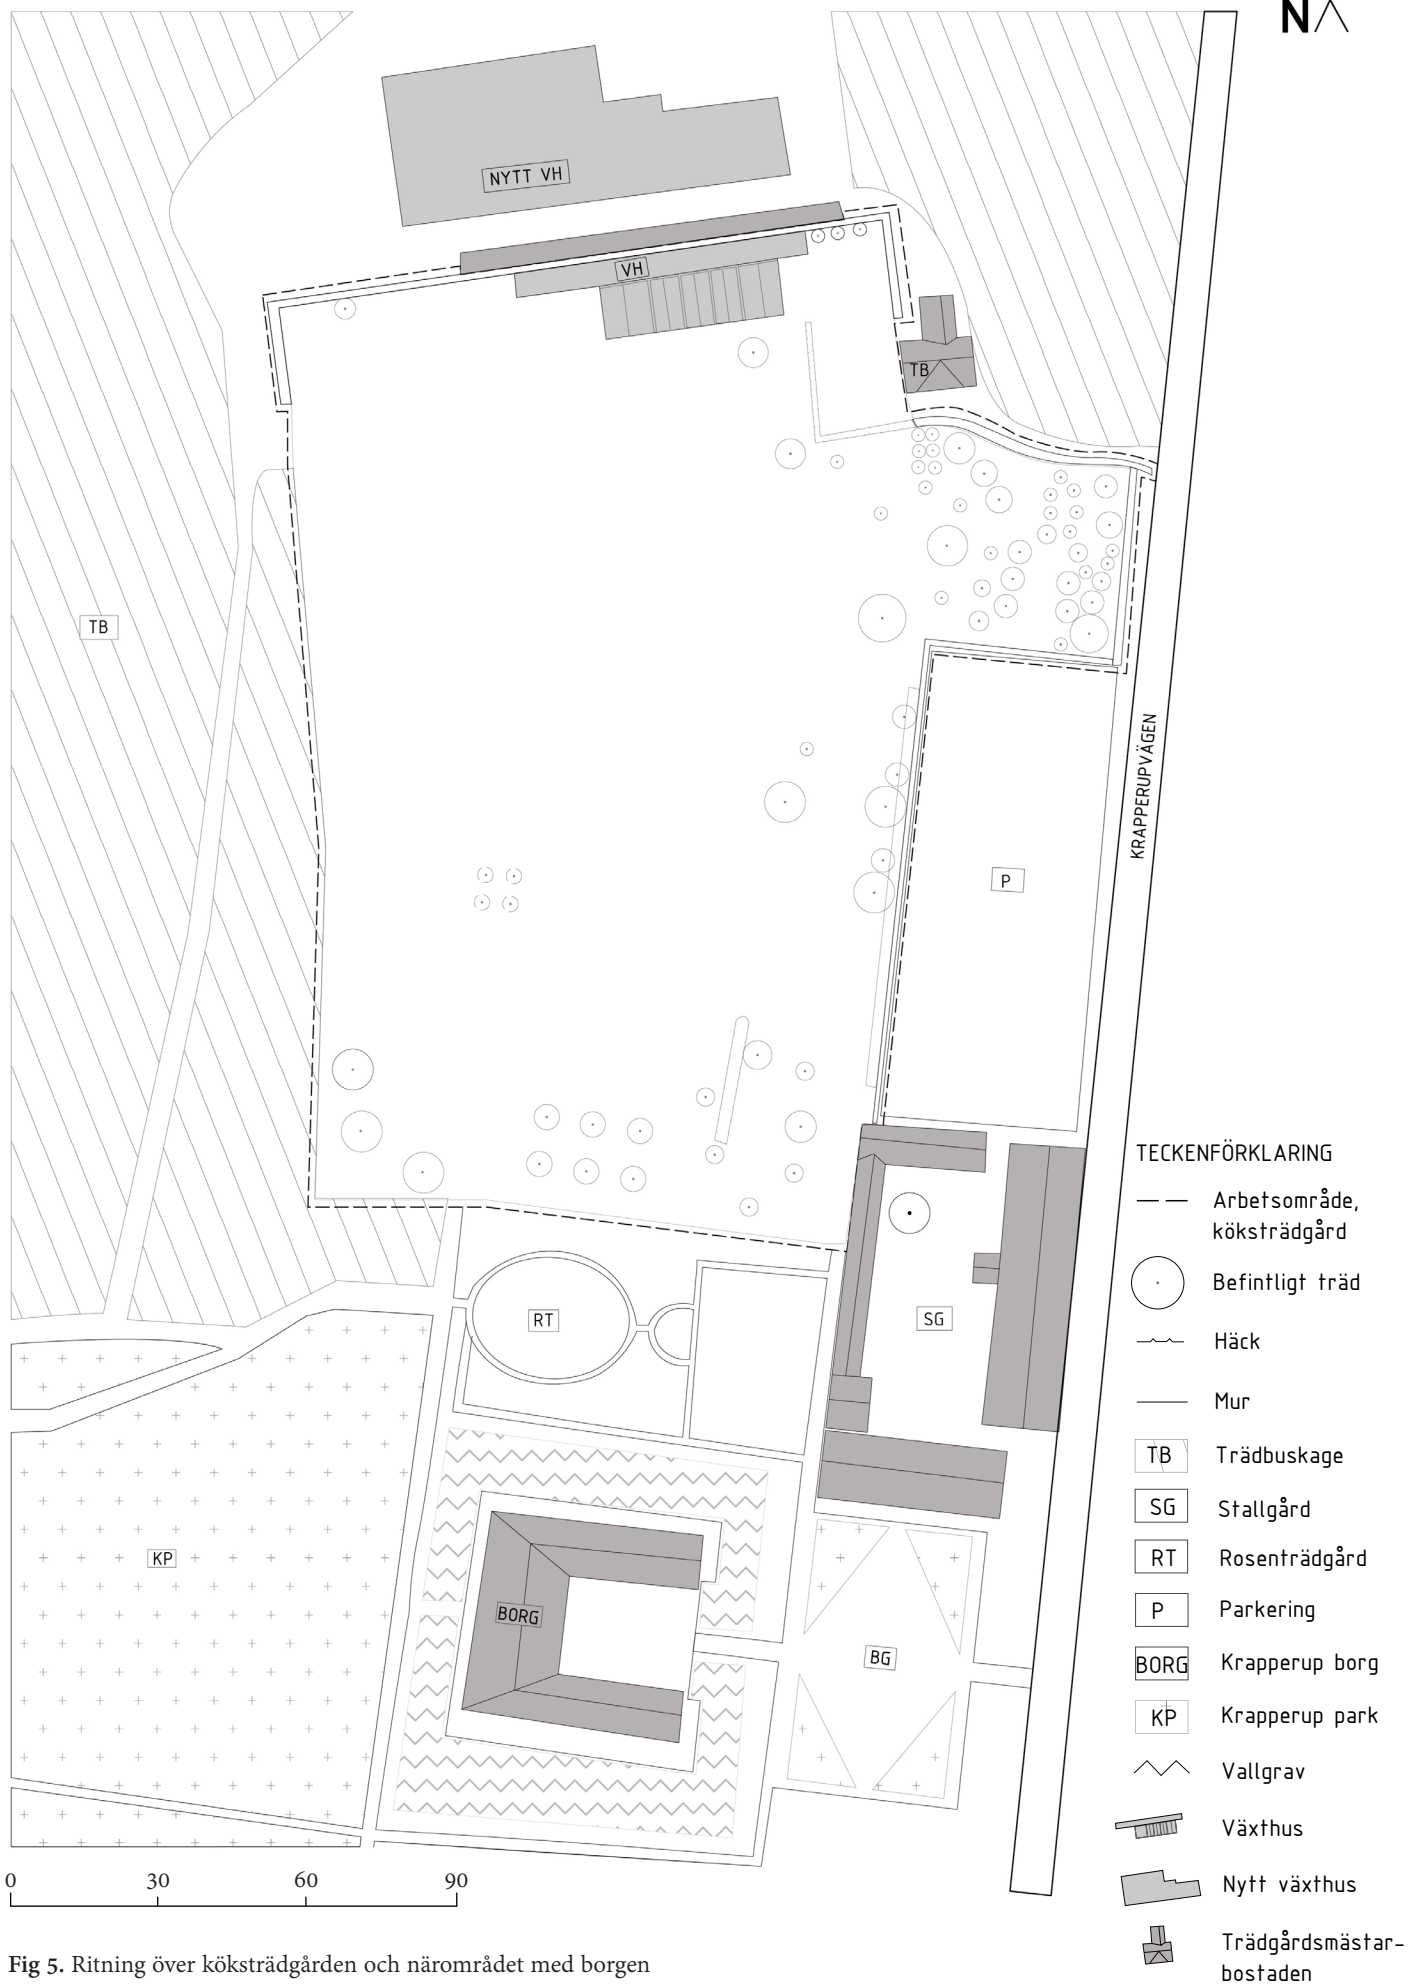 N
NYTT VH
VH
TB
TB
KRAPPERUPVÄGEN
P
RT
SG
KP
BORG
BG
TECKENFÖRKLARING
Arbetsområde,
köksträdgård
Befintligt träd
Häck
Mur
TB Trädbuskage
SG Stallgård
RT Rosenträdgård
P Parkering
BORG Krapperup borg
KP Krapperup park
Vallgrav
Växthus
Nytt växthus
Trädgårdsmästar-
bostaden
0 30 60 90
Fig 5. Ritning över köksträdgården och närområdet med borgen